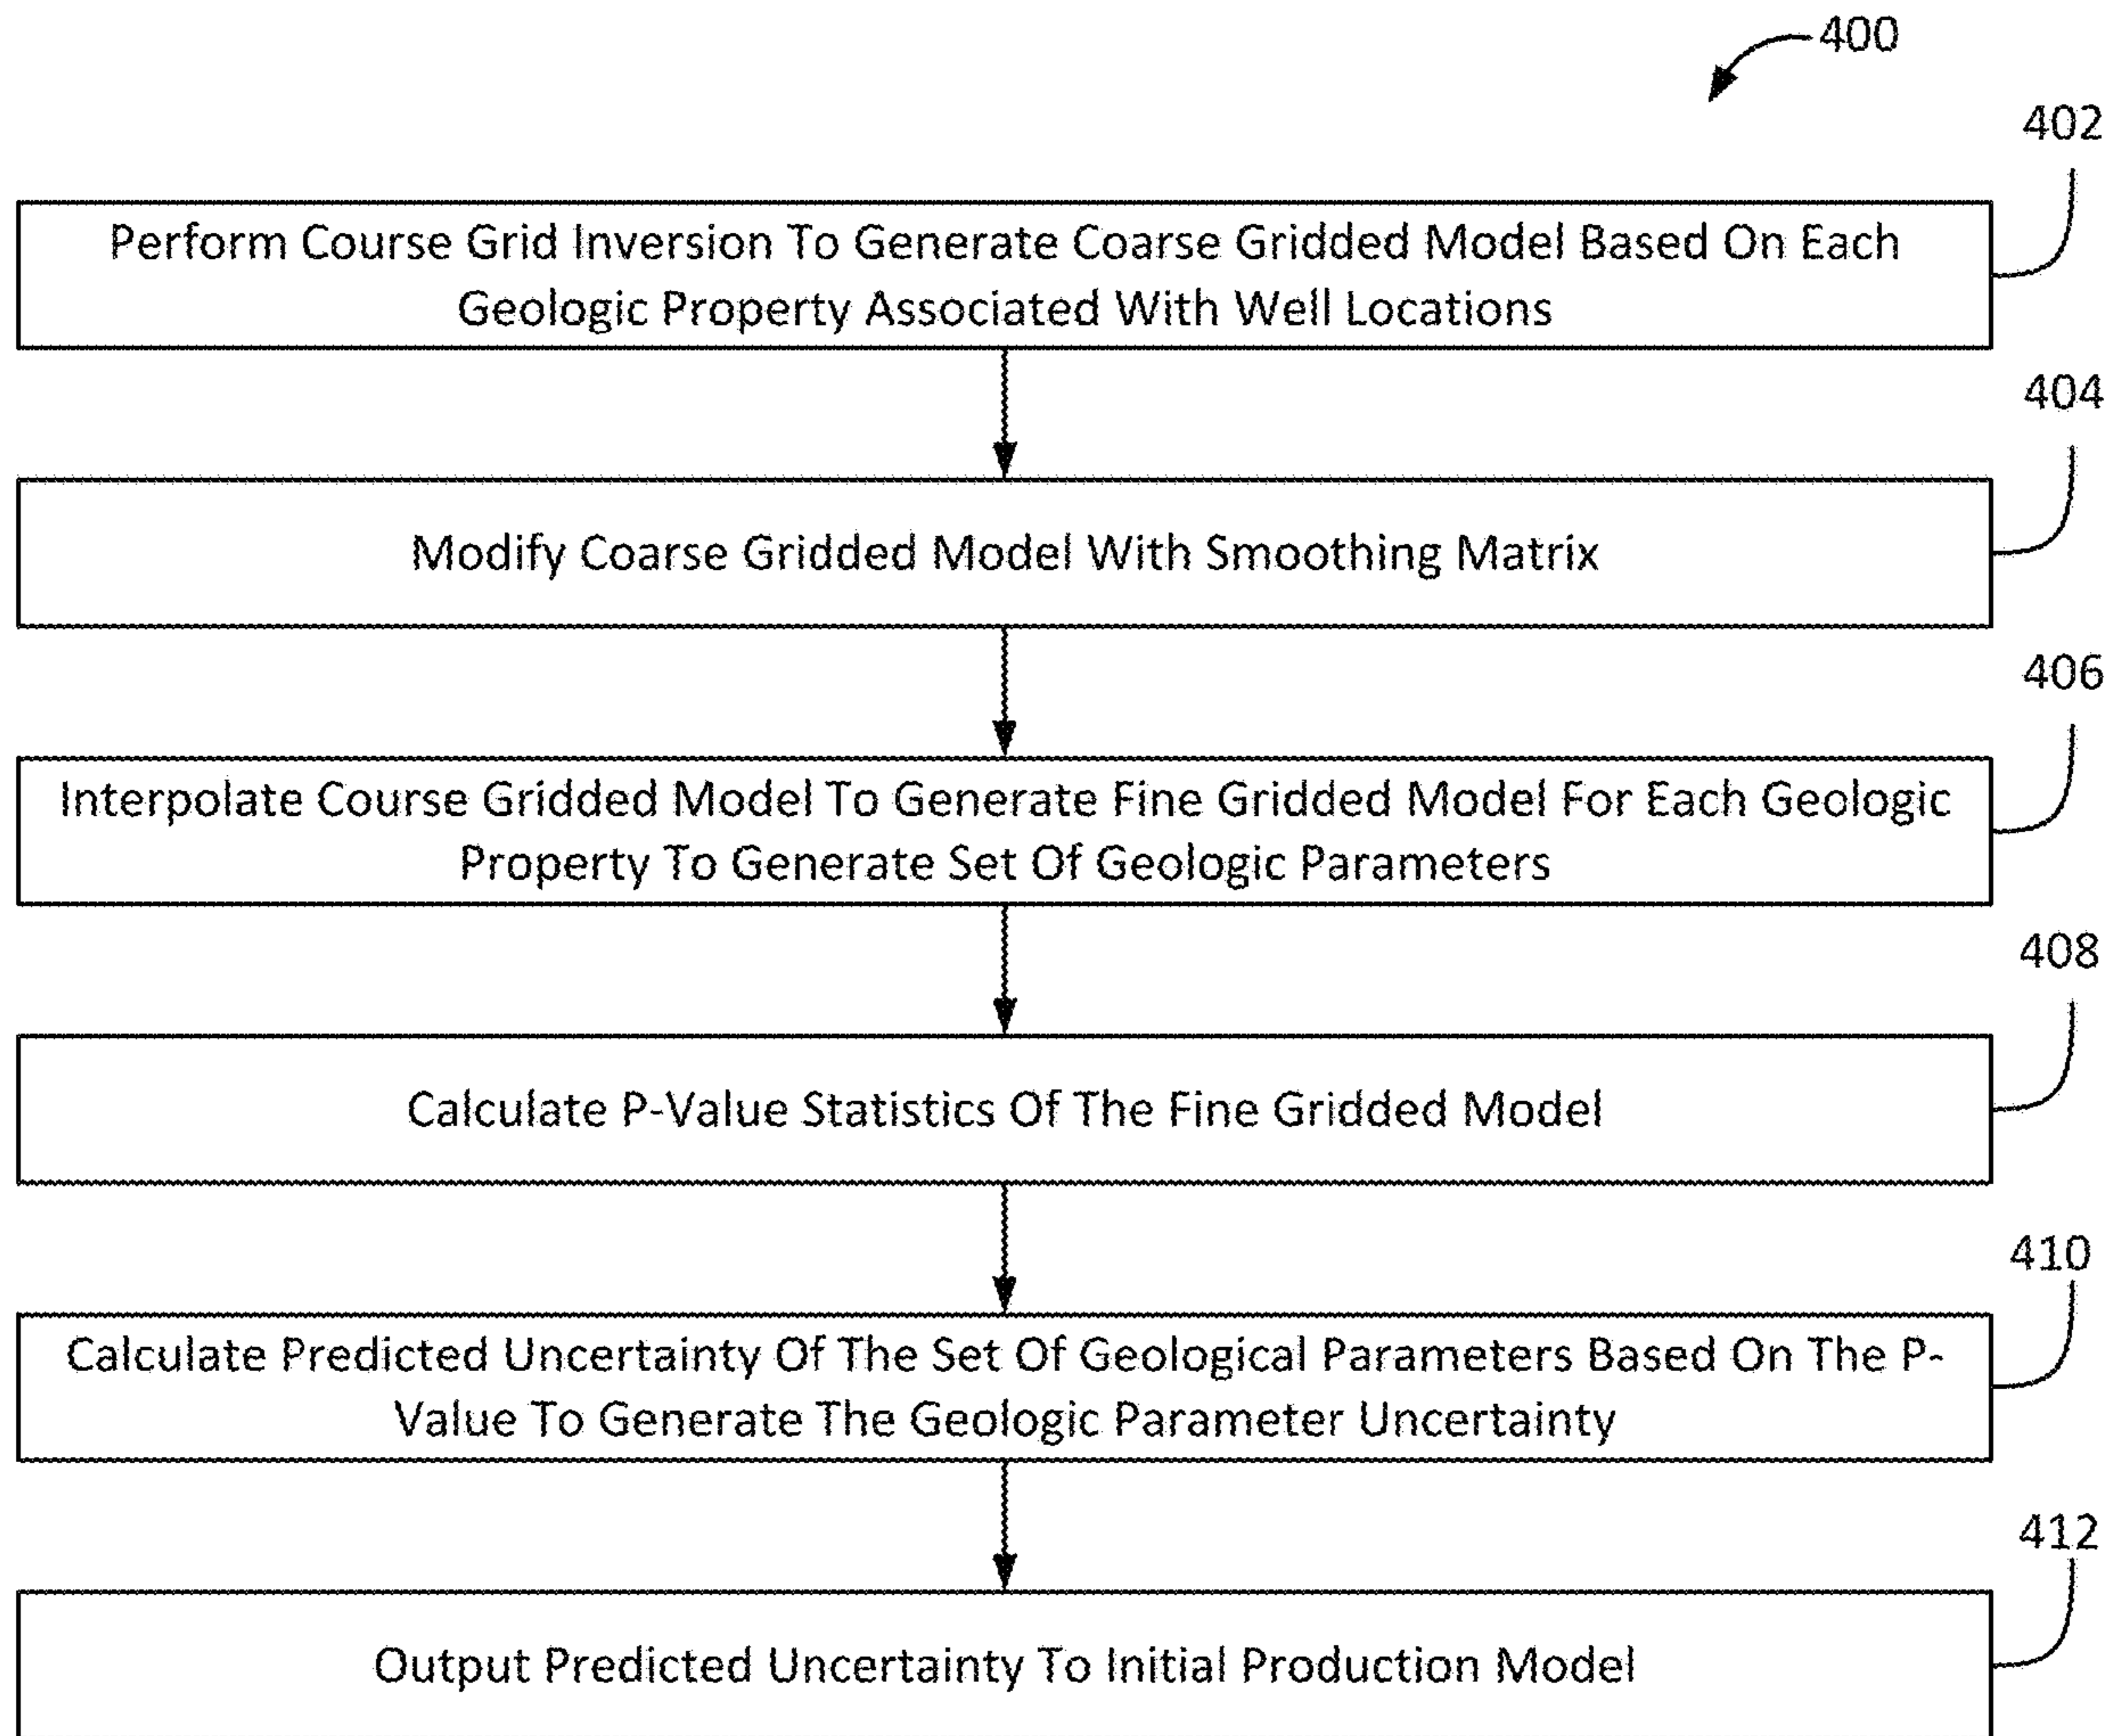 400
402
Perform Course Grid Inversion To Generate Coarse Gridded Model Based On Each
Geologic Property Associated With Well Locations
404
Modify Coarse Gridded Model With Smoothing Matrix
406
Interpolate Course Gridded Model To Generate Fine Gridded Model For Each Geologic
Property To Generate Set Of Geologic Parameters
408
Calculate P-Value Statistics Of The Fine Gridded Model
410
Calculate Predicted Uncertainty Of The Set Of Geological Parameters Based On The P-
Value To Generate The Geologic Parameter Uncertainty
412
Output Predicted Uncertainty To Initial Production Model